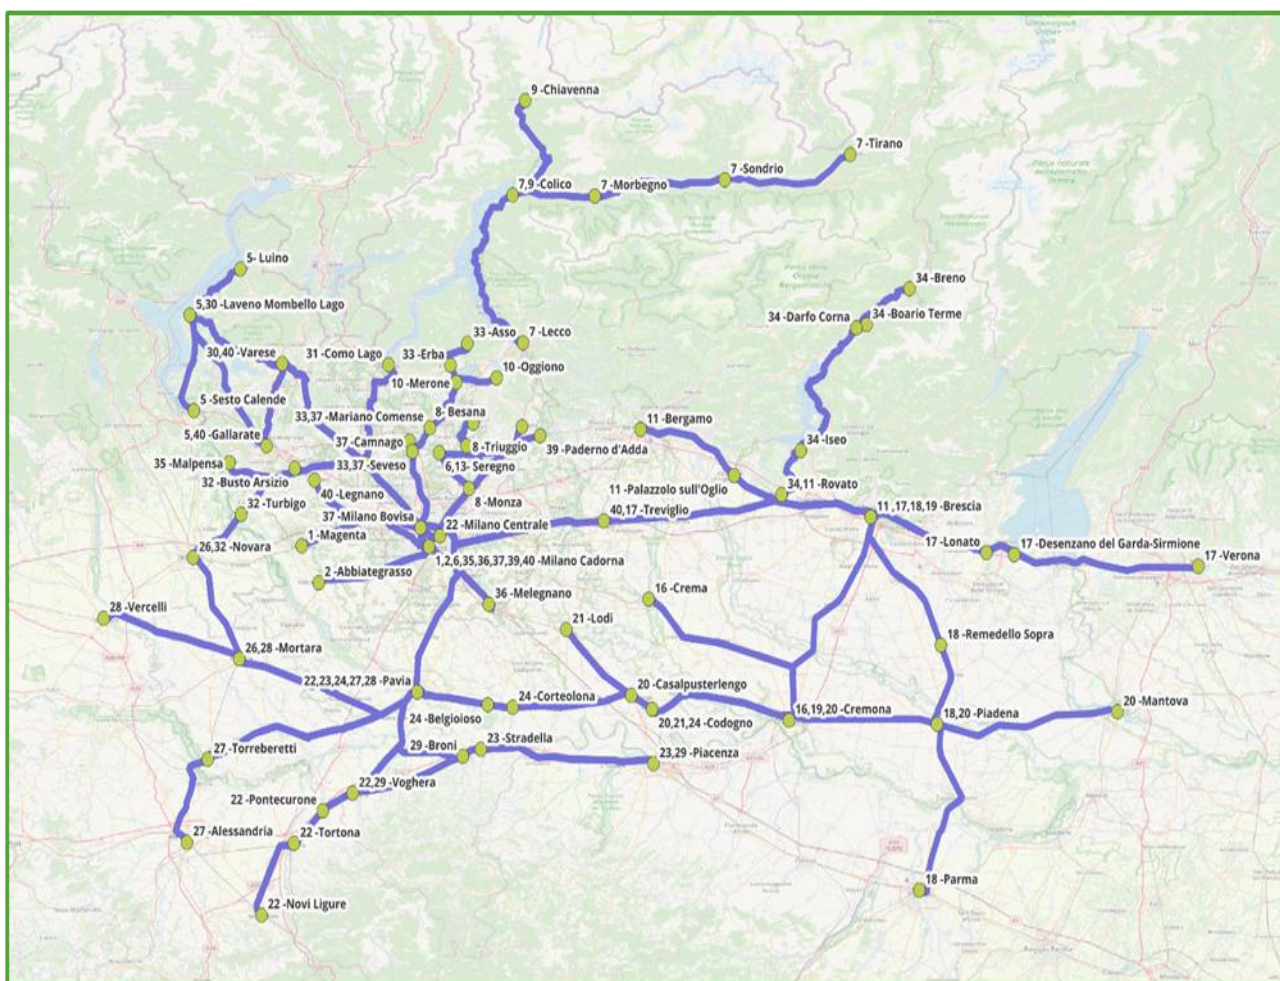 9 -Chiavenna
7 -Tirano
7 -Sondrio
7,9 -Colico
7 -Morbegno
5- Luino
34 -Breno
5,30 -Laveno Mombello Lago
34 -Darfo Corna
34 -Boario Terme
33 -Asso
7 -Lecco
30,40 -Varese
31 -Como Lago
33 -Erba
10 -Oggiono
10 -Merone
5 -Sesto Calende
33,37 -Mariano Comense
8- Besana
11 -Bergamo
5,40 -Gallarate
37 -Camnago
8 -Triuggio
39 -Paderno d'Adda
34 -Iseo
35 -Malpensa
33,37 -Seveso
6,13- Seregno
32 -Busto Arsizio
11 -Palazzolo sull'Oglio
34,11 -Rovato
40 -Legnano
8 -Monza
32 -Turbigo
40,17 -Treviglio
11 ,17,18,19 -Brescia
37 -Milano Bovisa
22 -Milano Centrale
1 -Magenta
17 -Lonato
17 -Desenzano del Garda-Sirmione
26,32 -Novara
17 -Verona
1,2,6,35,36,37,39,40 -Milano Cadorna
2 -Abbiategrasso
16 -Crema
36 -Melegnano
28 -Vercelli
21 -Lodi
18 -Remedello Sopra
26,28 -Mortara
22,23,24,27,28 -Pavia
20 -Casalpusterlengo
24 -Corteolona
20 -Mantova
24 -Belgioioso
20,21,24 -Codogno
16,19,20 -Cremona
18,20 -Piadena
23 -Stradella
27 -Torreberetti
29 -Broni
23,29 -Piacenza
22,29 -Voghera
22 -Pontecurone
27 -Alessandria
22 -Tortona
18 -Parma
22 -Novi Ligure